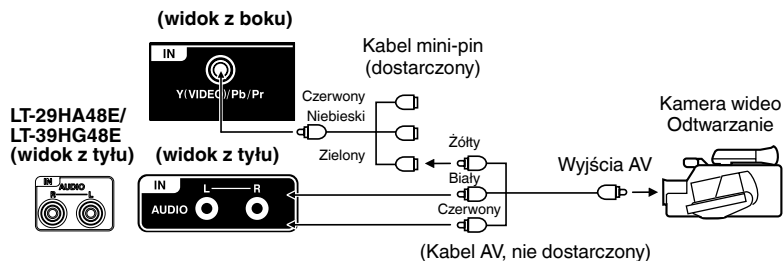 (widok z boku)
IN
Y(VIDEO)/Pb/Pr
Kabel mini-pin
(dostarczony)
Czerwony
Niebieski
Zielony
LT-29HA48E/
LT-39HG48E
(widok z tyłu)
IN
AUDIO
R L
(widok z tyłu)
IN
L R
AUDIO
Żółty
Biały
Czerwony
Wyjścia AV
Kamera wideo
Odtwarzanie
(Kabel AV, nie dostarczony)